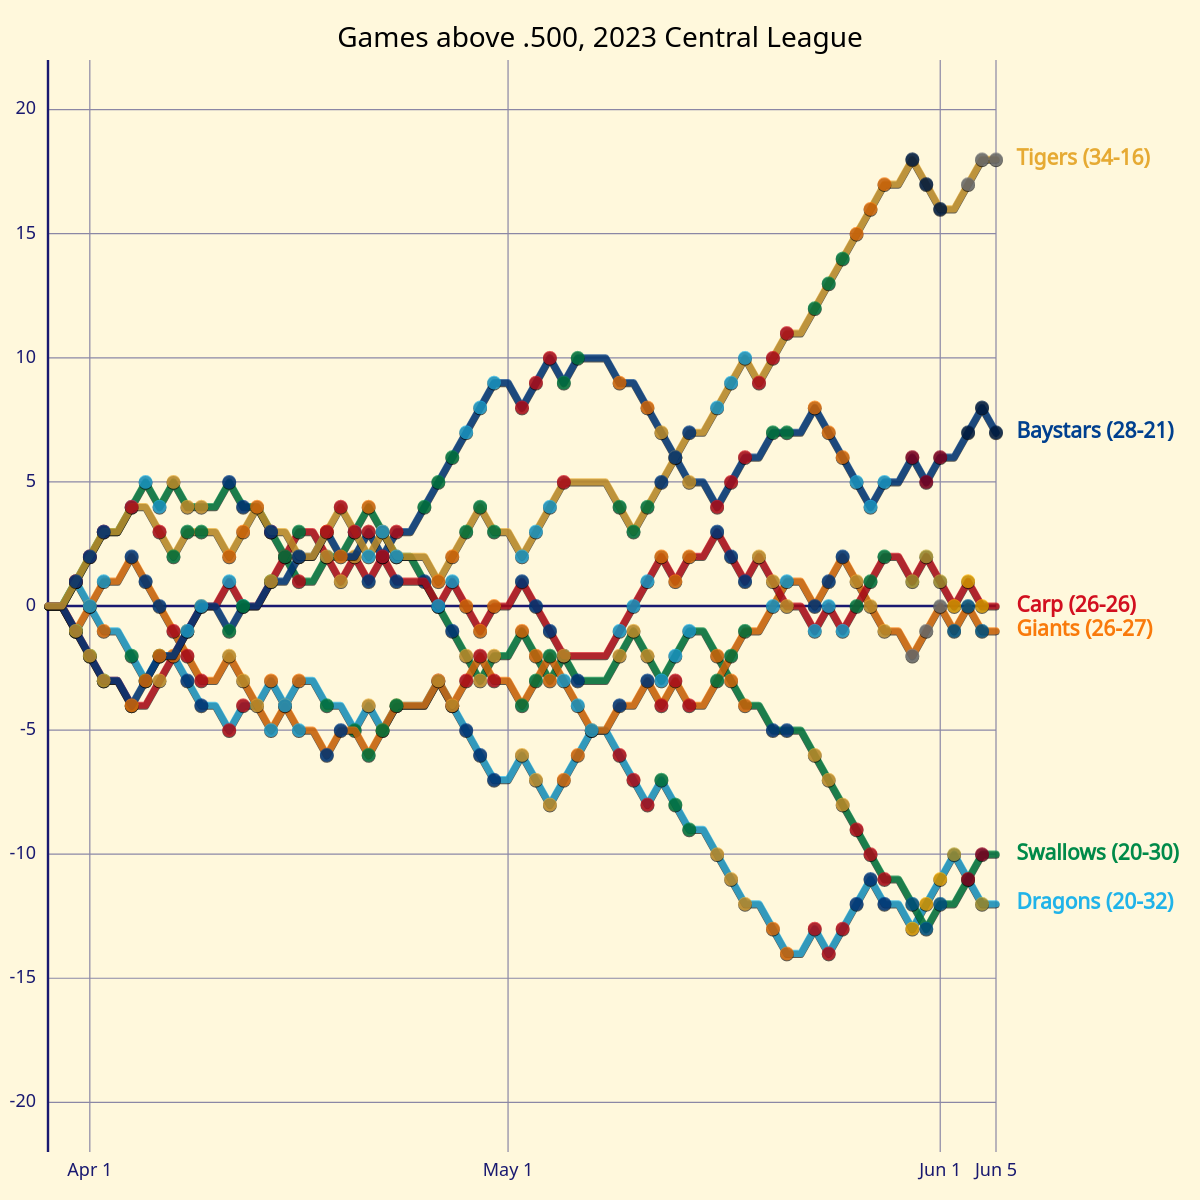 Games above .500, 2023 Central League
20
15
10
5
0
-5
-10
-15
-20
Tigers (34-16)
Baystars (28-21)
Carp (26-26)
Giants (26-27)
Swallows (20-30)
Dragons (20-32)
Apr 1
May 1
Jun 1
Jun 5